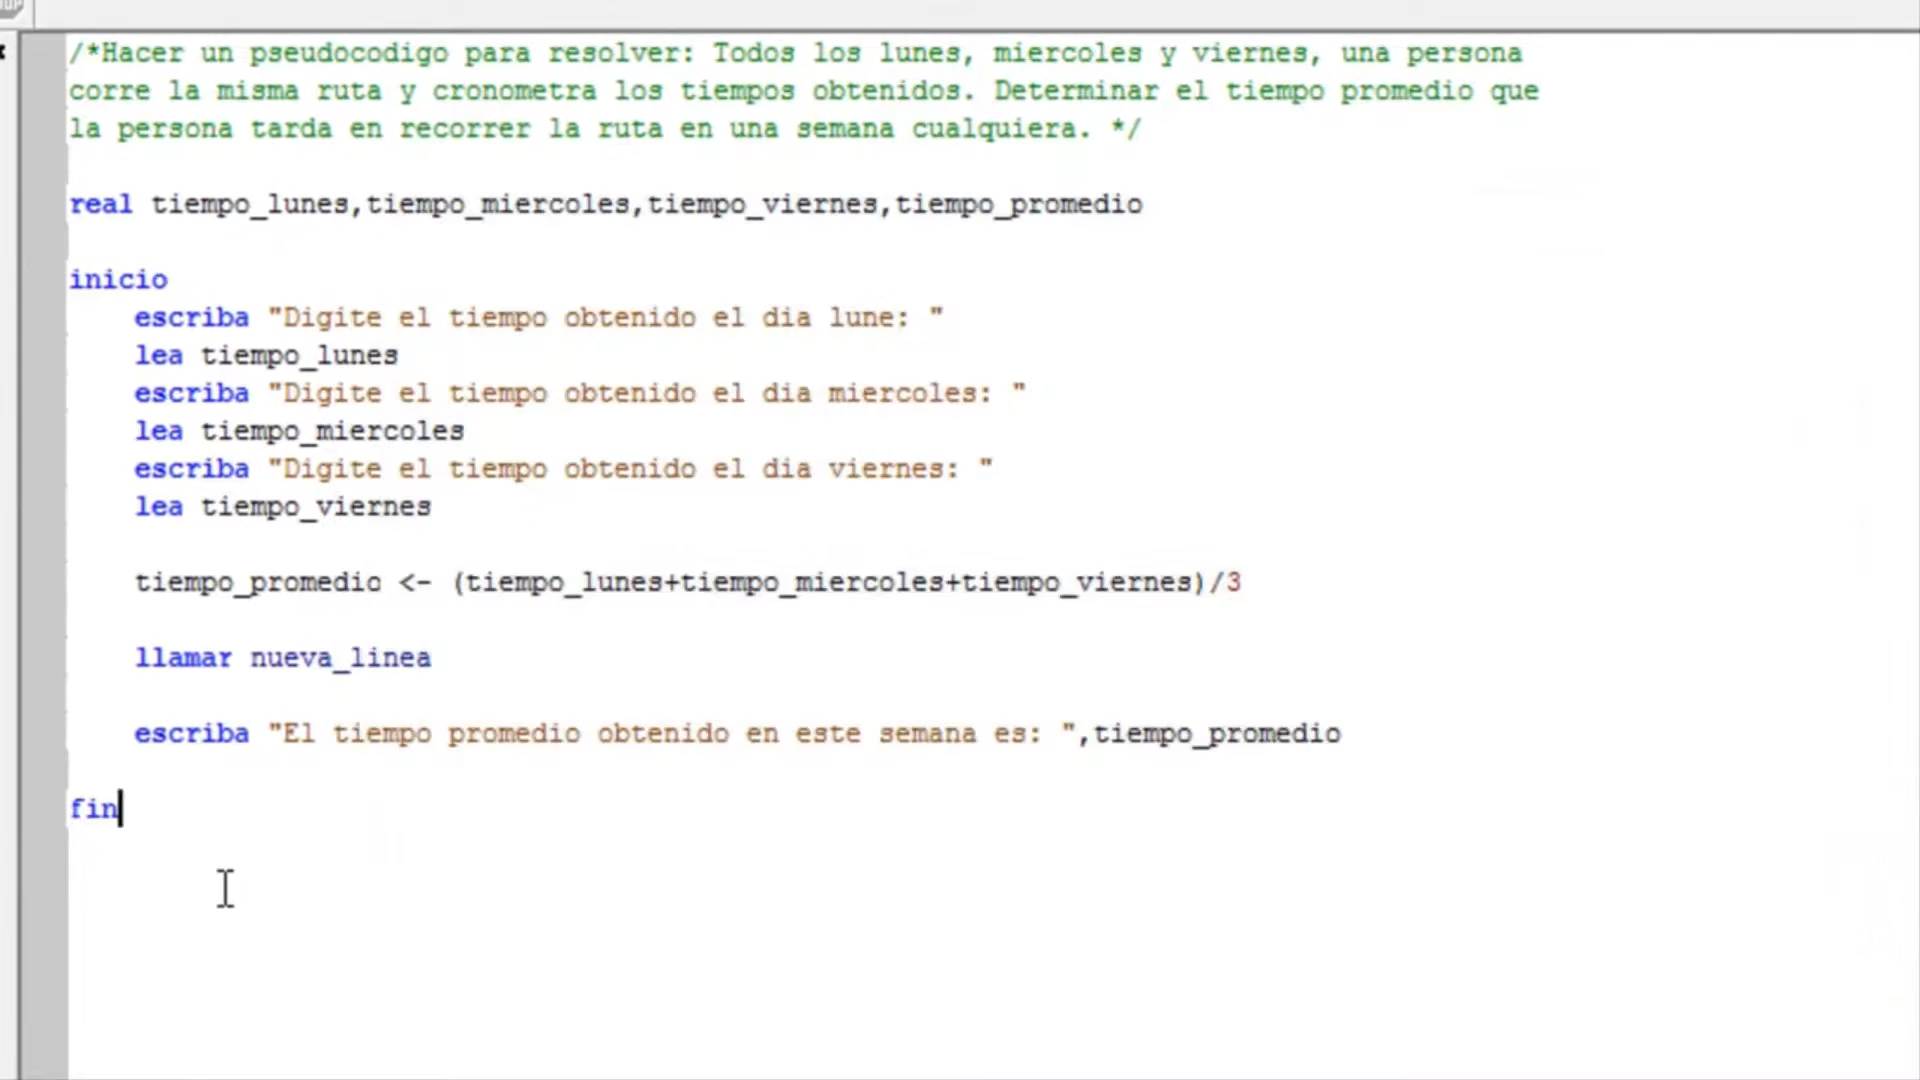 /*Hacer un pseudocodigo para resolver: Todos los lunes, miercoles y viernes, una persona
corre la misma ruta y cronometra los tiempos obtenidos. Determinar el tiempo promedio que
la persona tarda en recorrer la ruta en una semana cualquiera. */
real tiempo_lunes,tiempo_miercoles,tiempo_viernes,tiempo_promedio
inicio
escriba "Digite el tiempo obtenido el dia lune: "
lea tiempo_lunes
escriba "Digite el tiempo obtenido el dia miercoles: "
lea tiempo_miercoles
escriba "Digite el tiempo obtenido el dia viernes: "
lea tiempo_viernes
tiempo_promedio <- (tiempo_lunes+tiempo_miercoles+tiempo_viernes)/3
llamar nueva_linea
escriba "El tiempo promedio obtenido en este semana es: ",tiempo_promedio
fin